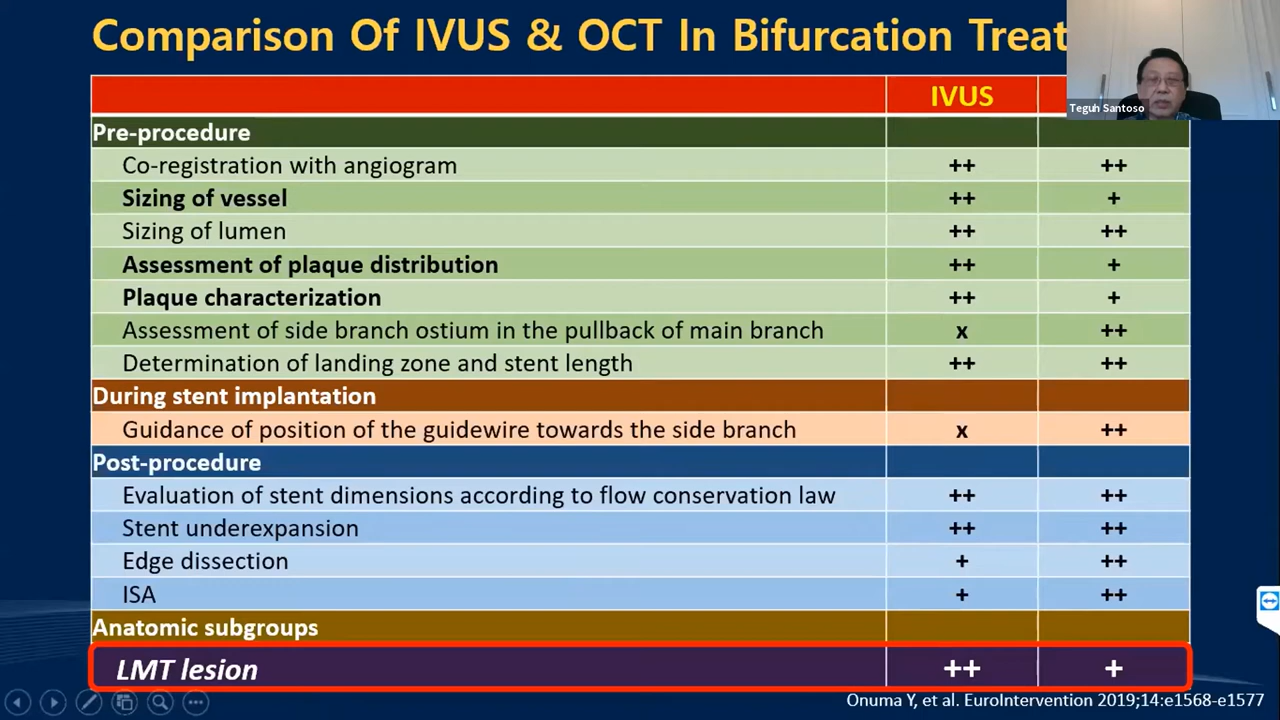 Comparison Of IVUS & OCT In Bifurcation Treat
Teguh Santoso
IVUS
Pre-procedure
Co-registration with angiogram ++ ++
Sizing of vessel ++ +
Sizing of lumen ++ ++
Assessment of plaque distribution ++ +
Plaque characterization ++ +
Assessment of side branch ostium in the pullback of main branch x ++
Determination of landing zone and stent length ++ ++
During stent implantation
Guidance of position of the guidewire towards the side branch x ++
Post-procedure
Evaluation of stent dimensions according to flow conservation law ++ ++
Stent underexpansion ++ ++
Edge dissection + ++
ISA + ++
Anatomic subgroups
LMT lesion ++ +
Onuma Y, et al. EuroIntervention 2019;14:e1568-e1577